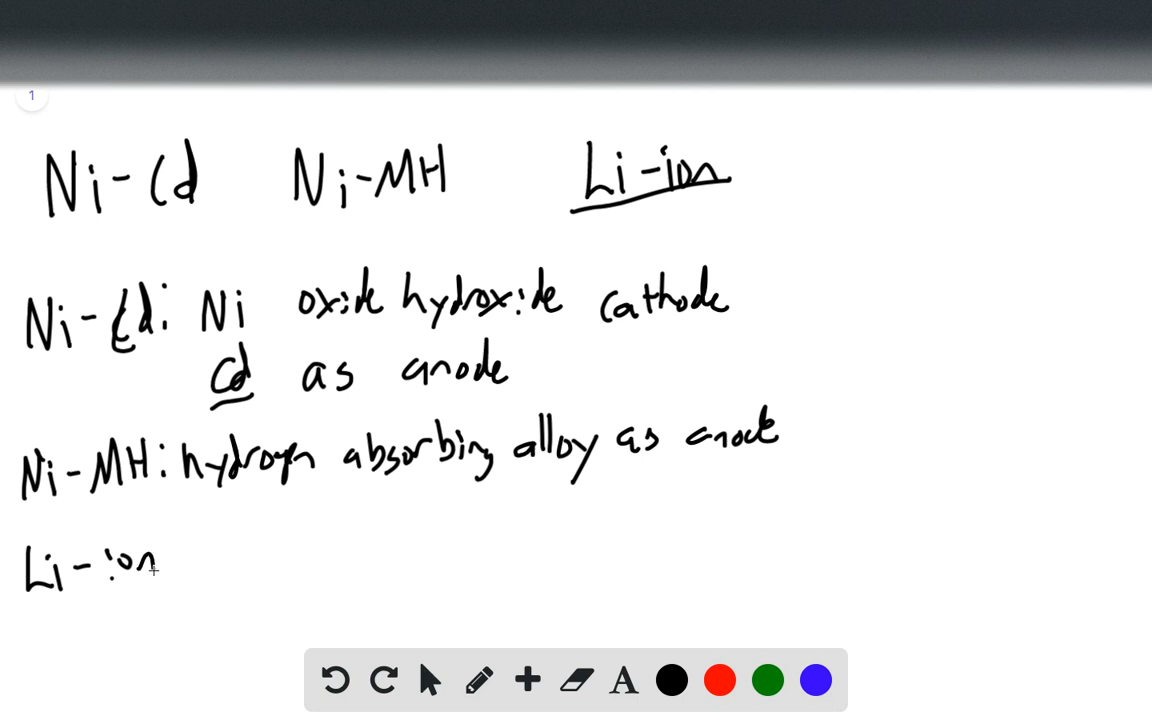 1
Ni-Cd Ni-MH Li-ion
Ni-Cd: Ni oxide hydroxide cathode
Cd as anode
Ni-MH: hydrogen absorbing alloy as anode
Li-ion
A